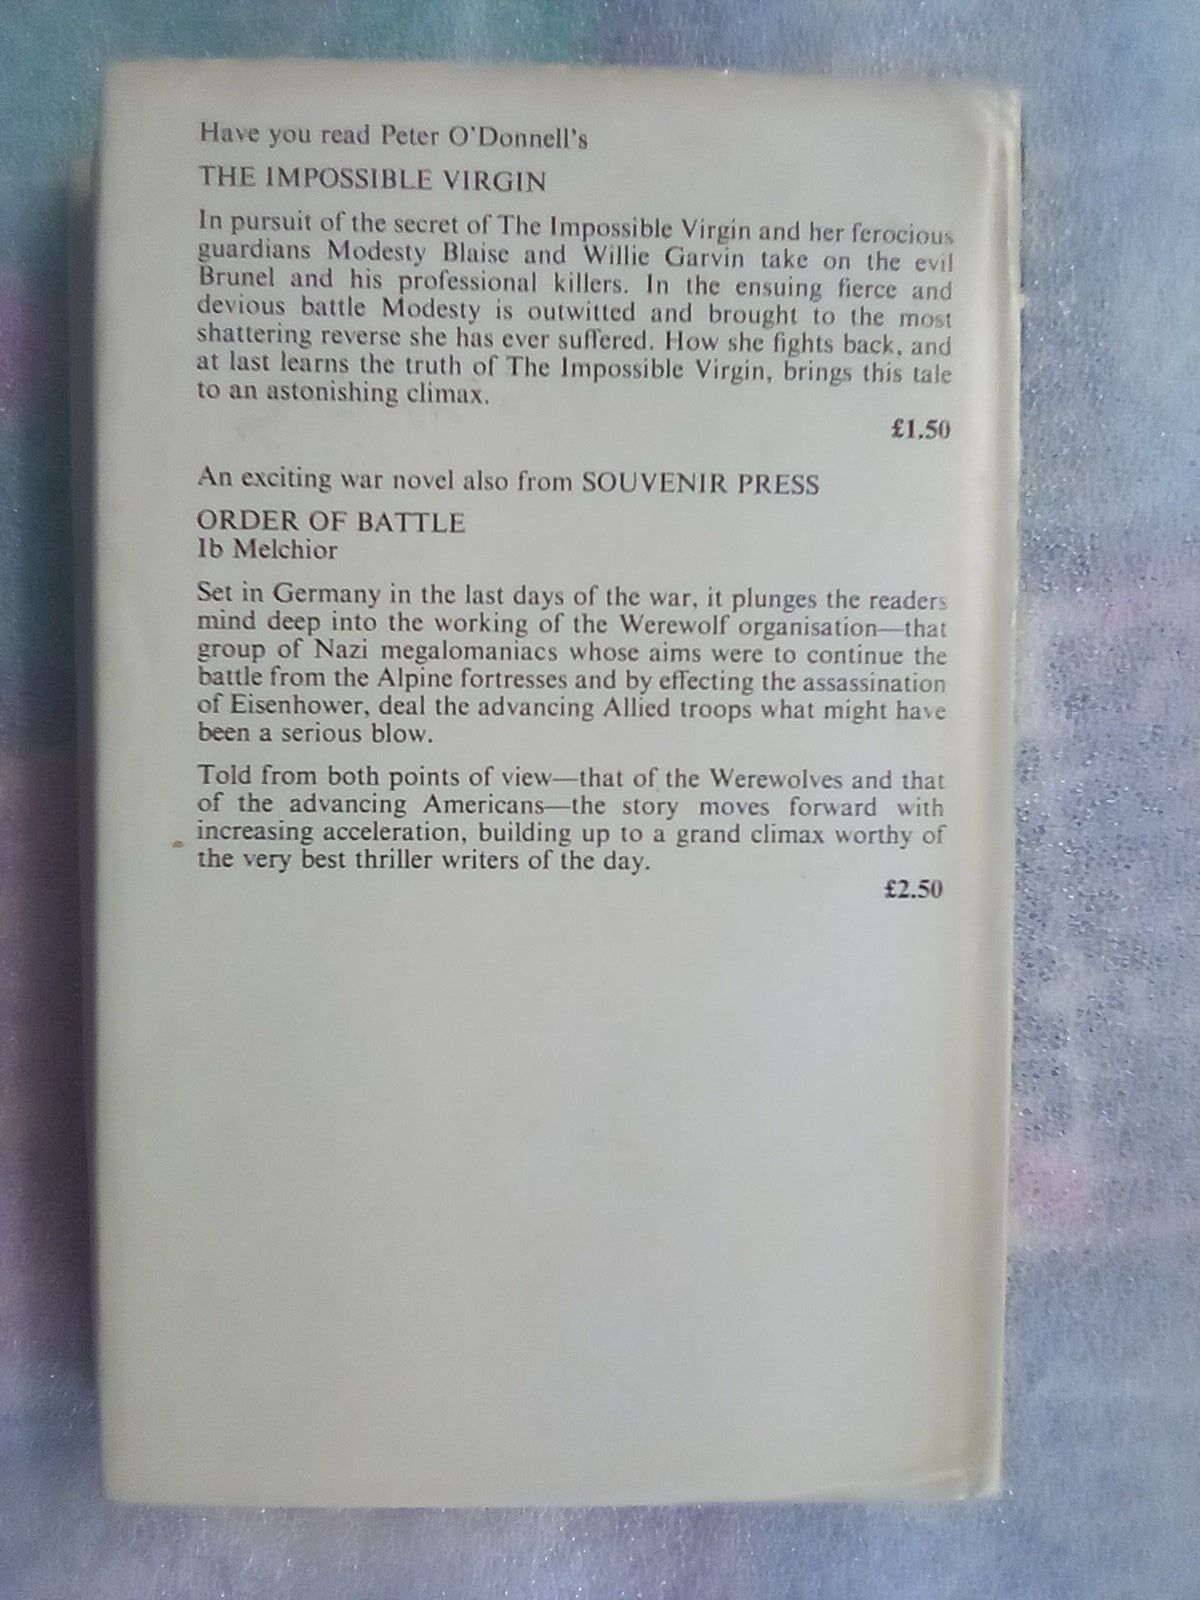 Have you read Peter O'Donnell's
THE IMPOSSIBLE VIRGIN
In pursuit of the secret of The Impossible Virgin and her ferocious
guardians Modesty Blaise and Willie Garvin take on the evil
Brunel and his professional killers. In the ensuing fierce and
devious battle Modesty is outwitted and brought to the most
shattering reverse she has ever suffered. How she fights back, and
at last learns the truth of The Impossible Virgin, brings this tale
to an astonishing climax.
£1.50
An exciting war novel also from SOUVENIR PRESS
ORDER OF BATTLE
Ib Melchior
Set in Germany in the last days of the war, it plunges the readers
mind deep into the working of the Werewolf organisation—that
group of Nazi megalomaniacs whose aims were to continue the
battle from the Alpine fortresses and by effecting the assassination
of Eisenhower, deal the advancing Allied troops what might have
been a serious blow.
Told from both points of view—that of the Werewolves and that
of the advancing Americans—the story moves forward with
increasing acceleration, building up to a grand climax worthy of
the very best thriller writers of the day.
£2.50